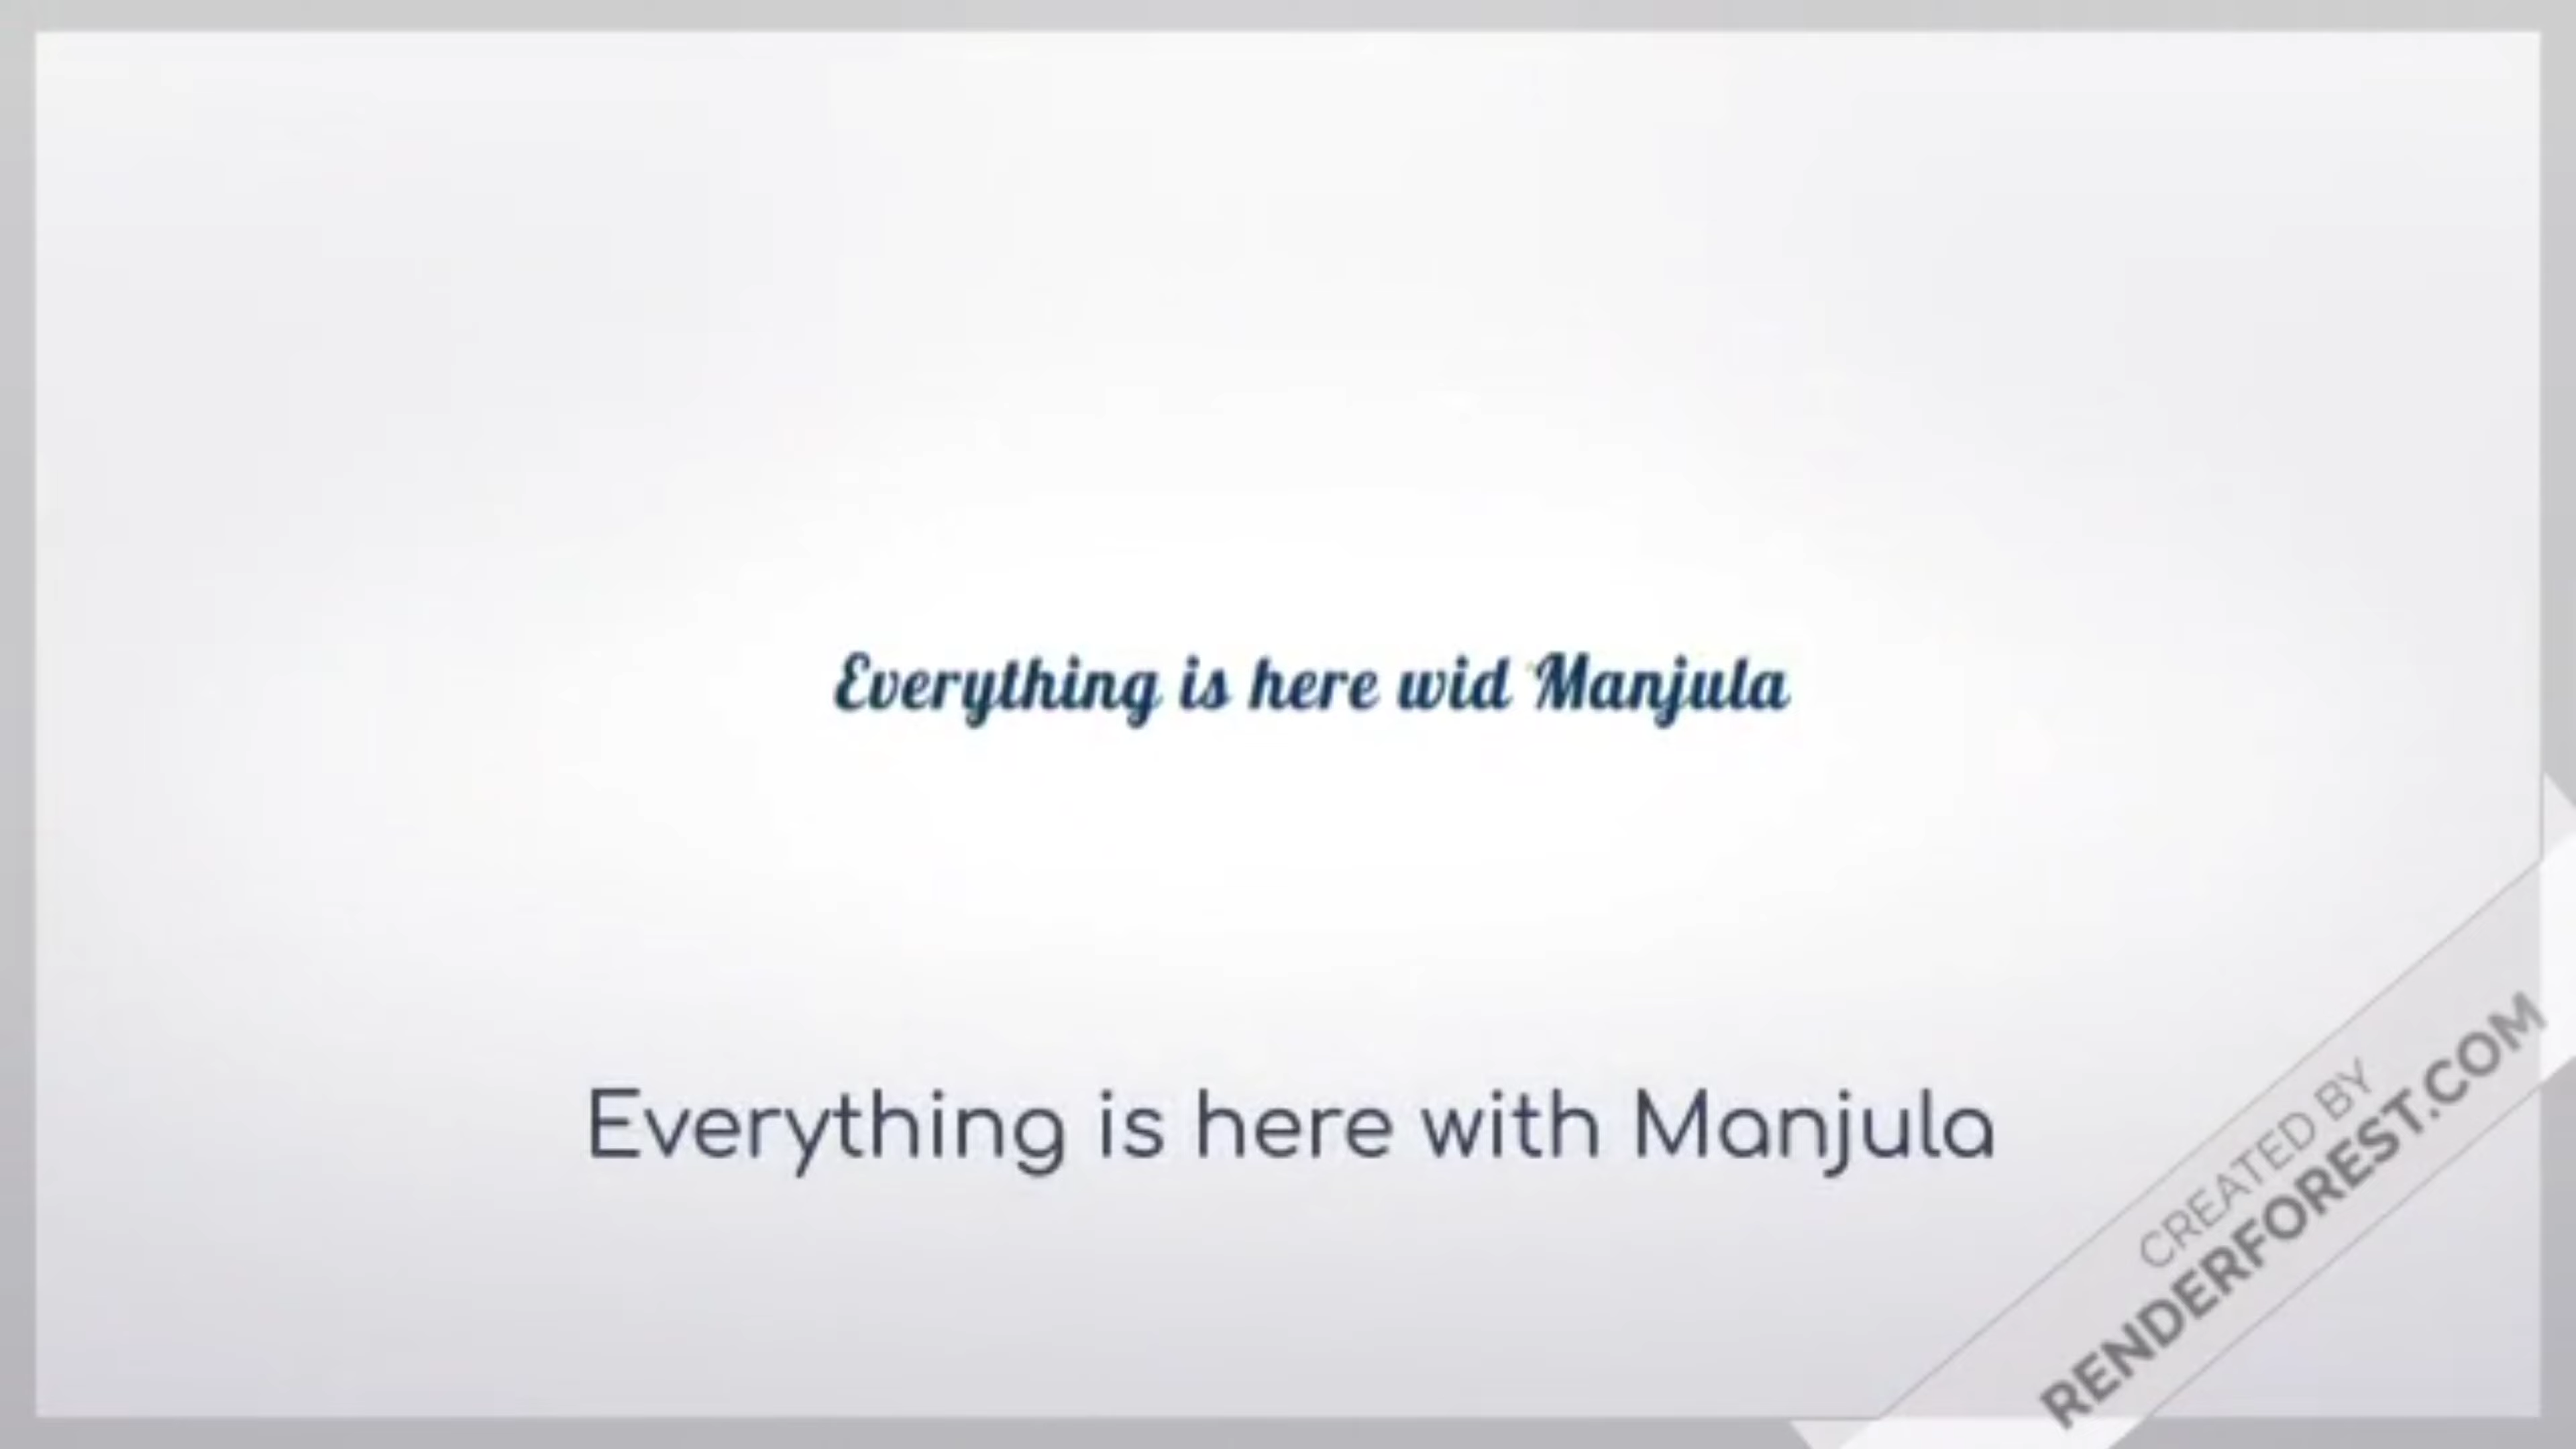 Everything is here wid Manjula
Everything is here with Manjula
CREATED BY
RENDERFOREST.COM